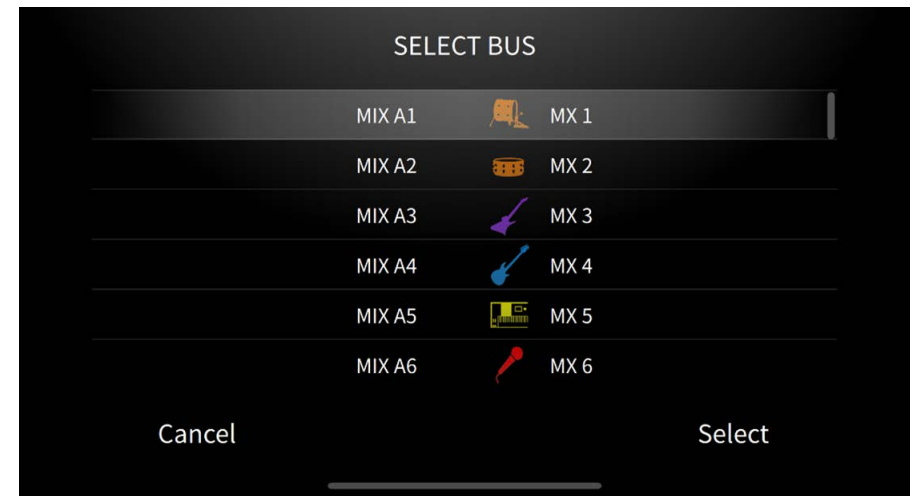 SELECT BUS
MIX A1 MX 1
MIX A2 MX 2
MIX A3 MX 3
MIX A4 MX 4
MIX A5 MX 5
MIX A6 MX 6
Cancel Select